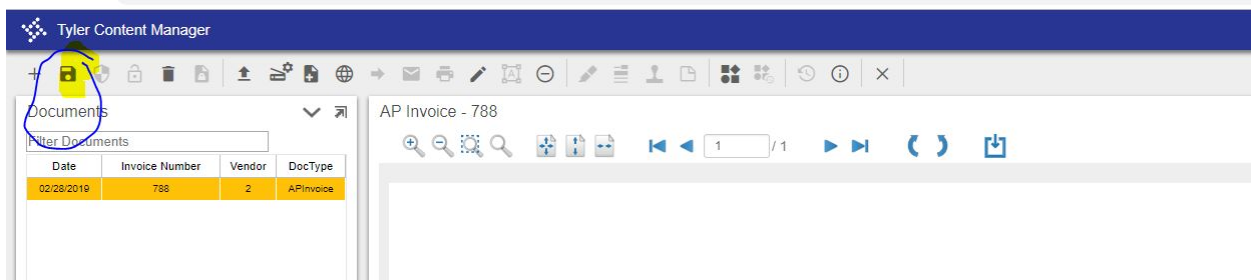 Tyler Content Manager
Documents
AP Invoice - 788
Filter Documents
1 / 1
Date Invoice Number Vendor DocType
02/28/2019 788 2 APInvoice